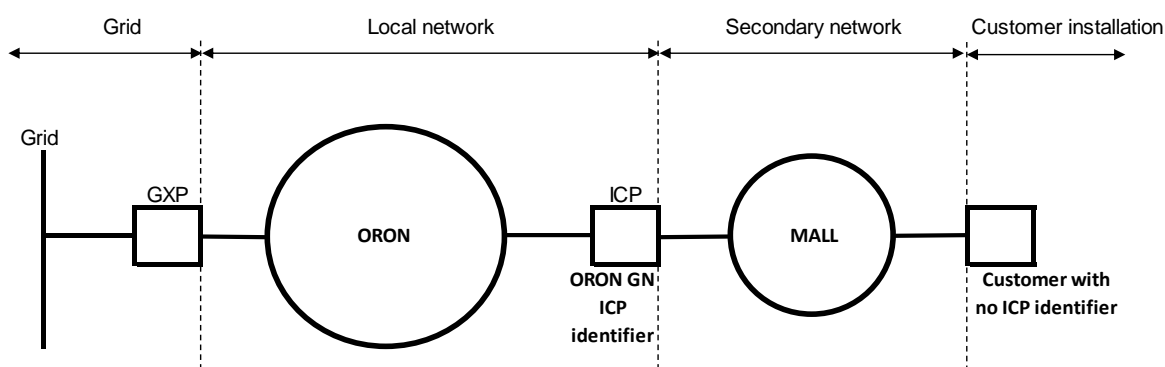 Grid
Local network
Secondary network
Customer installation
Grid
GXP
ICP
ORON
MALL
ORON GN
ICP
identifier
Customer with
no ICP identifier